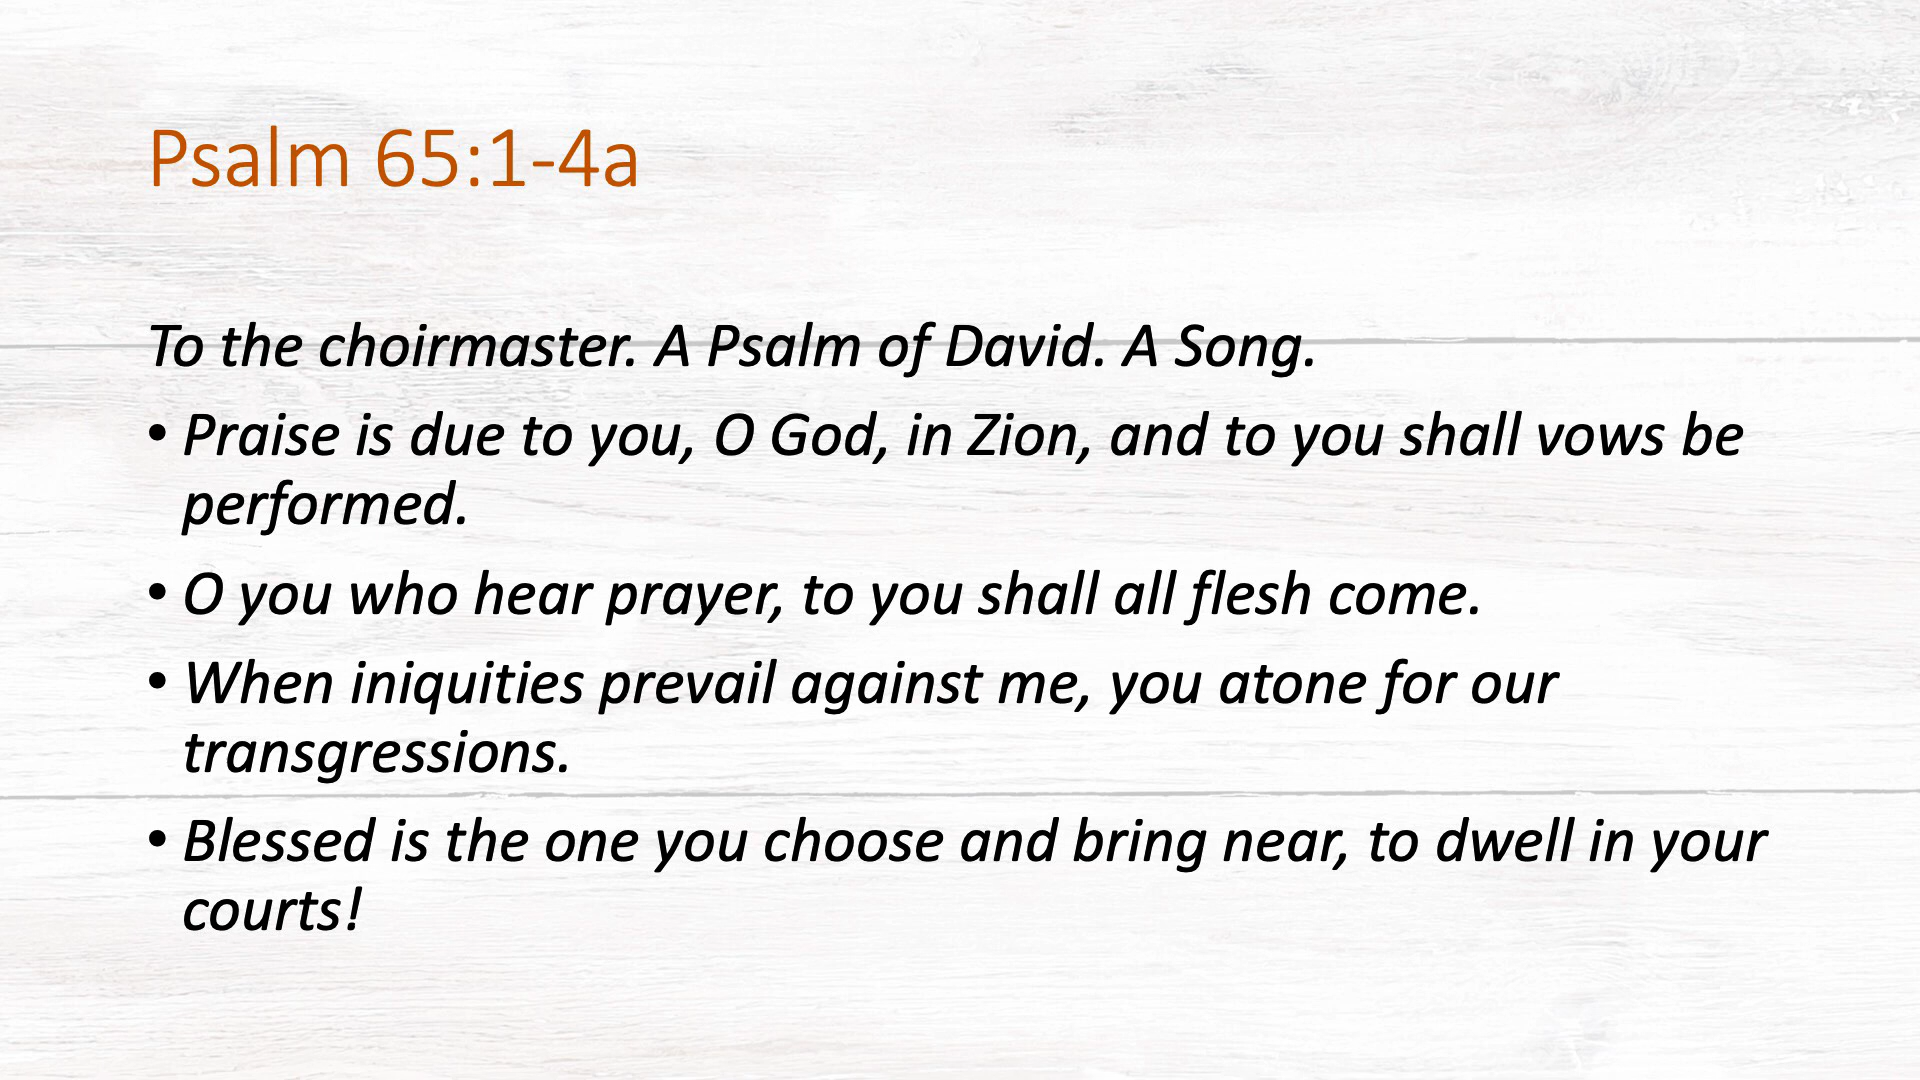 Psalm 65:1-4a
To the choirmaster. A Psalm of David. A Song.
• Praise is due to you, O God, in Zion, and to you shall vows be
performed.
• O you who hear prayer, to you shall all flesh come.
• When iniquities prevail against me, you atone for our
transgressions.
• Blessed is the one you choose and bring near, to dwell in your
courts!